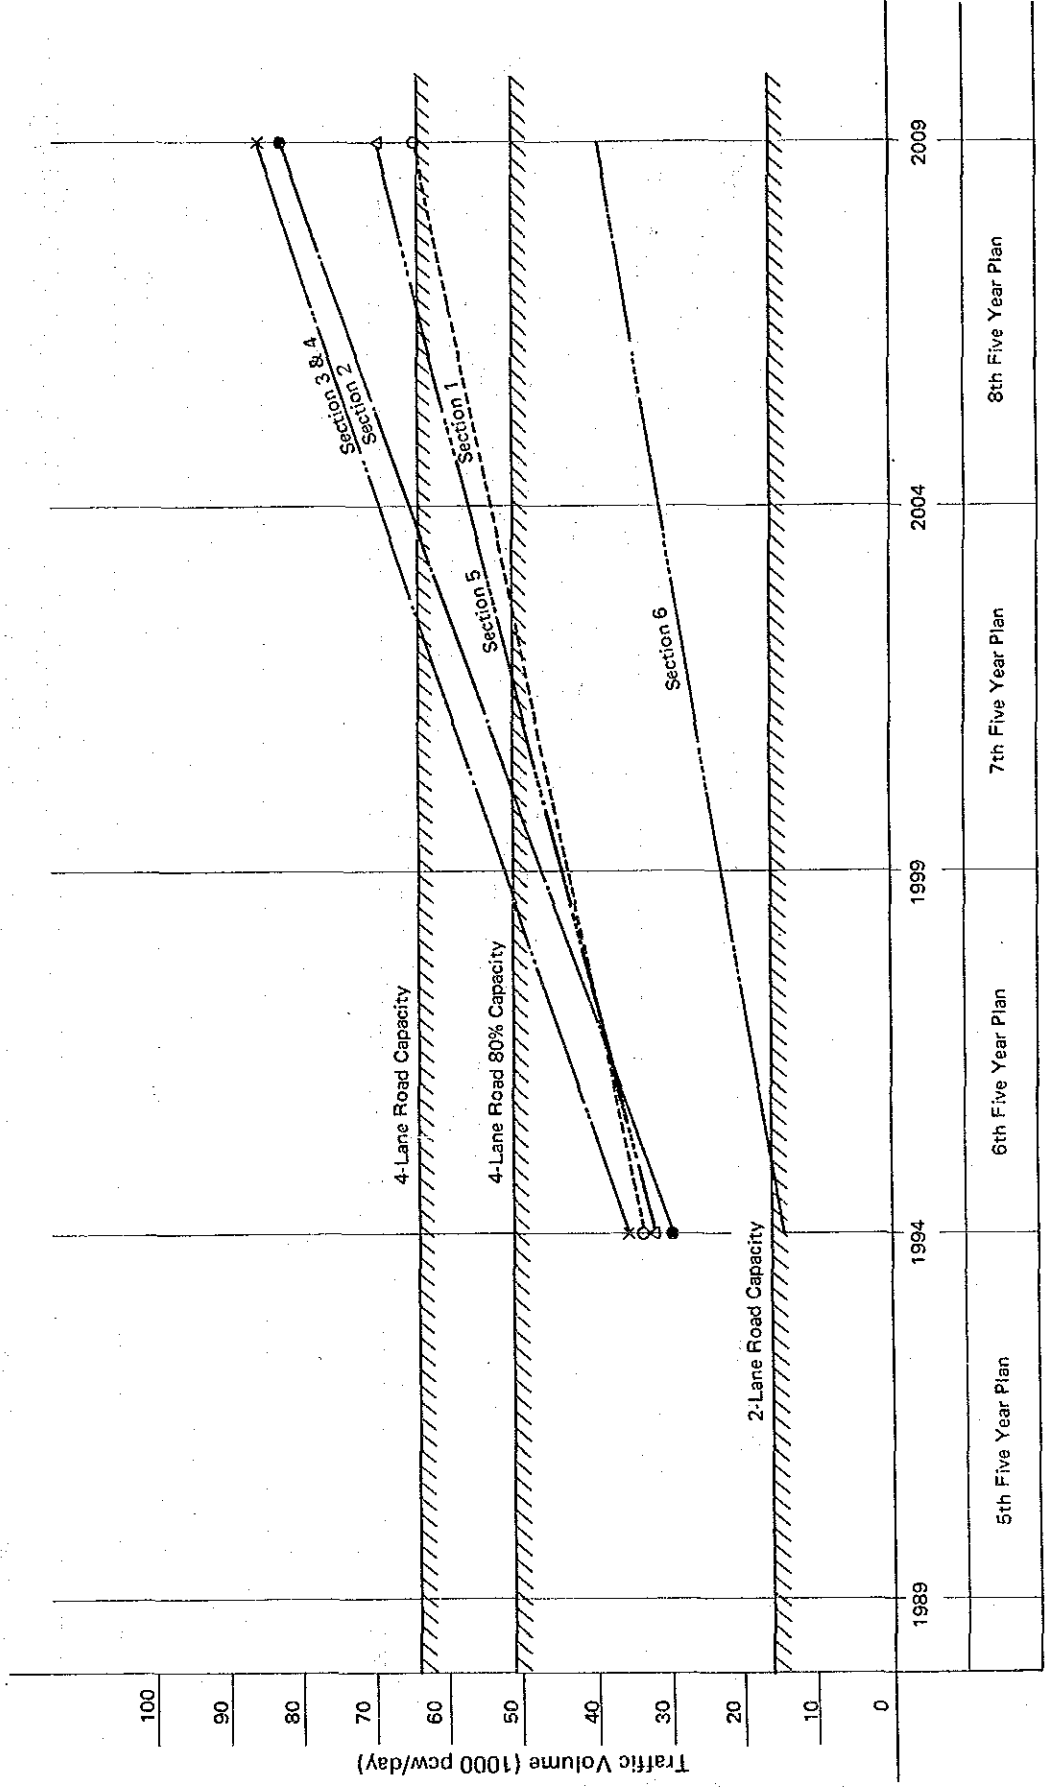 Traffic Volume (1000 pcw/day)
100
90
80
70
60
50
40
30
20
10
0
4-Lane Road Capacity
4-Lane Road 80% Capacity
2-Lane Road Capacity
Section 3 & 4
Section 2
Section 1
Section 5
Section 6
1989
1994
1999
2004
2009
5th Five Year Plan
6th Five Year Plan
7th Five Year Plan
8th Five Year Plan